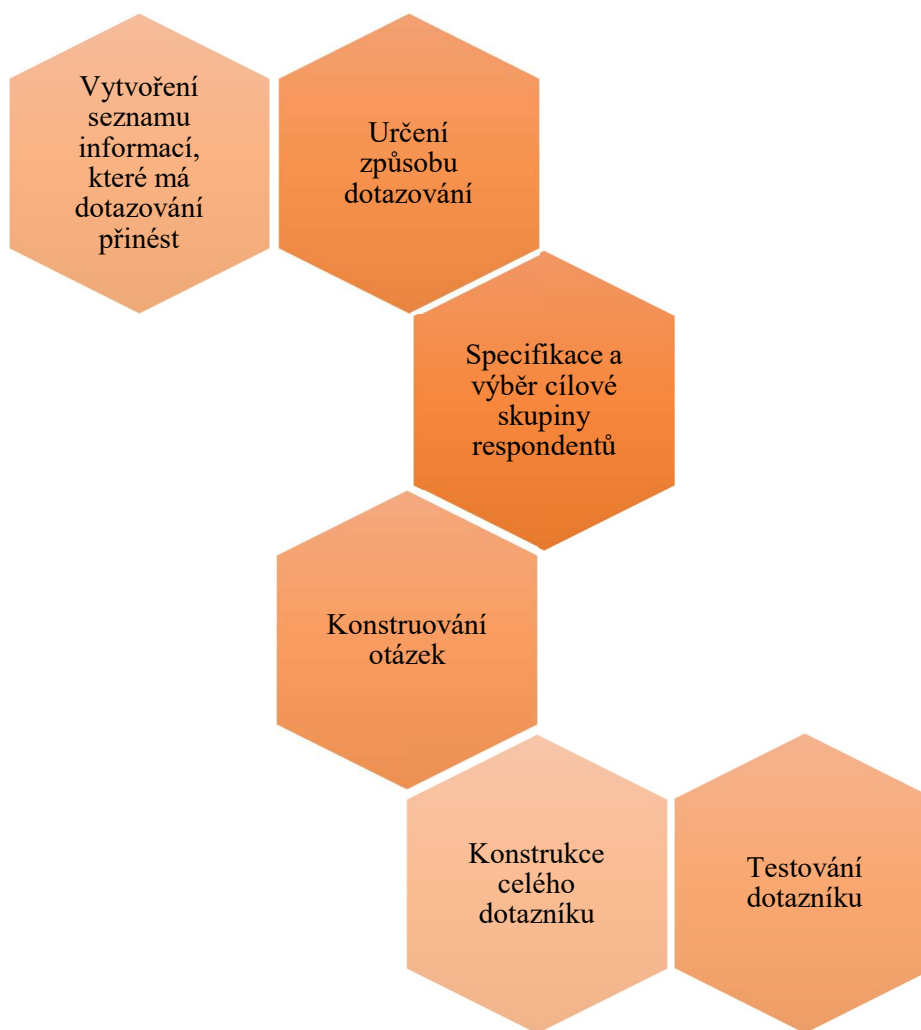 Vytvoření
seznamu
informací,
které má
dotazování
přinést
Určení
způsobu
dotazování
Specifikace a
výběr cílové
skupiny
respondentů
Konstruování
otázek
Konstrukce
celého
dotazníku
Testování
dotazníku